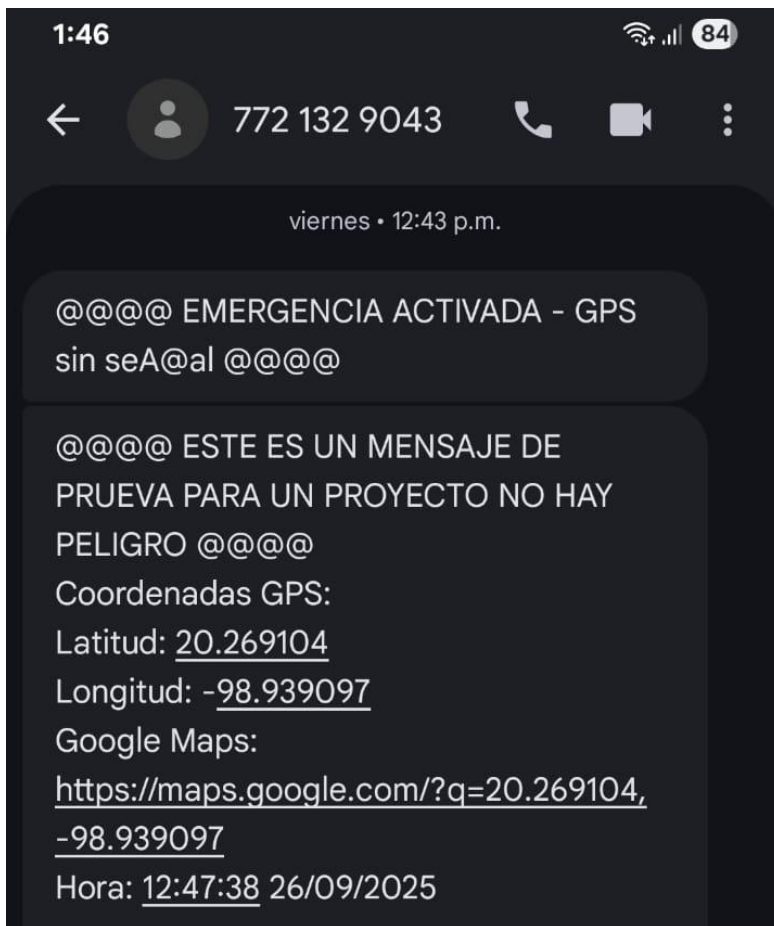 1:46
84
772 132 9043
viernes • 12:43 p.m.
@@@@ EMERGENCIA ACTIVADA - GPS
sin seA@al @@@@
@@@@ ESTE ES UN MENSAJE DE
PRUEVA PARA UN PROYECTO NO HAY
PELIGRO @@@@
Coordenadas GPS:
Latitud: 20.269104
Longitud: -98.939097
Google Maps:
https://maps.google.com/?q=20.269104,
-98.939097
Hora: 12:47:38 26/09/2025